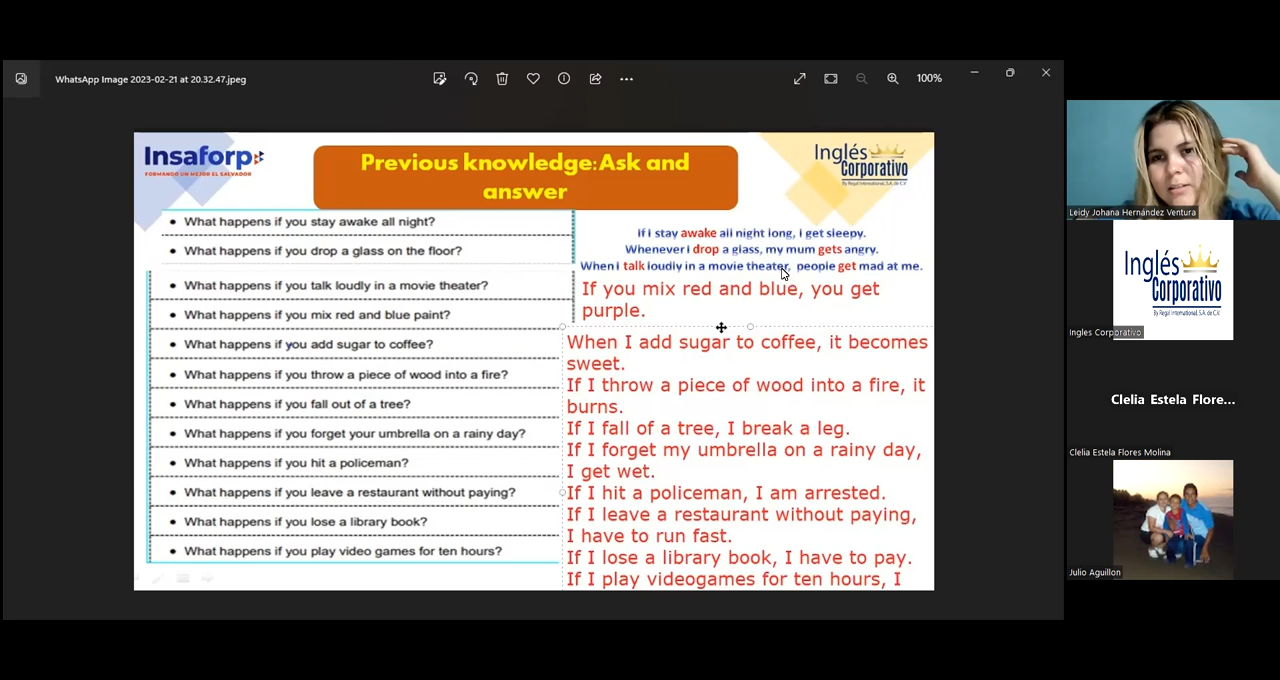 WhatsApp Image 2023-02-21 at 20.32.47.jpeg
100%
Insaforp
FORMANDO UN MEJOR EL SALVADOR
Previous knowledge:Ask and
answer
Inglés
Corporativo
By Regal International, S.A. de C.V.
• What happens if you stay awake all night?
• What happens if you drop a glass on the floor?
• What happens if you talk loudly in a movie theater?
• What happens if you mix red and blue paint?
• What happens if you add sugar to coffee?
• What happens if you throw a piece of wood into a fire?
• What happens if you fall out of a tree?
• What happens if you forget your umbrella on a rainy day?
• What happens if you hit a policeman?
• What happens if you leave a restaurant without paying?
• What happens if you lose a library book?
• What happens if you play video games for ten hours?
If I stay awake all night long, I get sleepy.
Whenever I drop a glass, my mum gets angry.
When I talk loudly in a movie theater, people get mad at me.
If you mix red and blue, you get
purple.
When I add sugar to coffee, it becomes
sweet.
If I throw a piece of wood into a fire, it
burns.
If I fall of a tree, I break a leg.
If I forget my umbrella on a rainy day,
I get wet.
If I hit a policeman, I am arrested.
If I leave a restaurant without paying,
I have to run fast.
If I lose a library book, I have to pay.
If I play videogames for ten hours, I
Leidy Johana Hernández Ventura
Inglés
Corporativo
By Regal International, S.A. de C.V.
Ingles Corporativo
Clelia Estela Flore...
Clelia Estela Flores Molina
Julio Aguillon